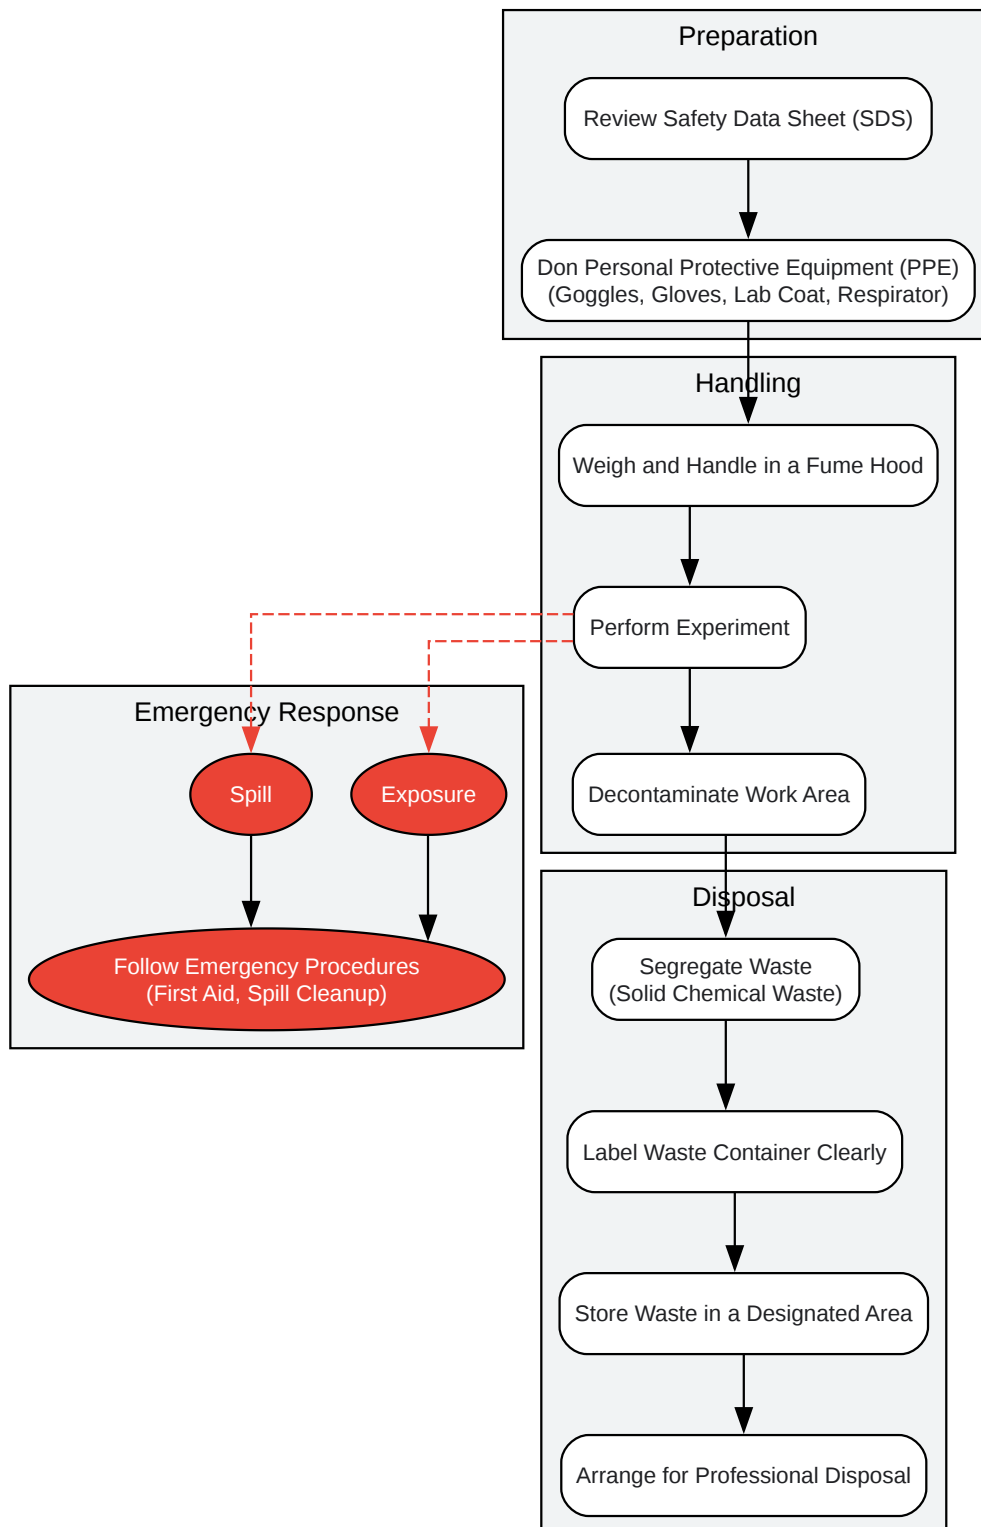 Preparation
Review Safety Data Sheet (SDS)
Don Personal Protective Equipment (PPE)
(Goggles, Gloves, Lab Coat, Respirator)
Handling
Weigh and Handle in a Fume Hood
Perform Experiment
Decontaminate Work Area
Emergency Response
Spill
Exposure
Follow Emergency Procedures
(First Aid, Spill Cleanup)
Disposal
Segregate Waste
(Solid Chemical Waste)
Label Waste Container Clearly
Store Waste in a Designated Area
Arrange for Professional Disposal